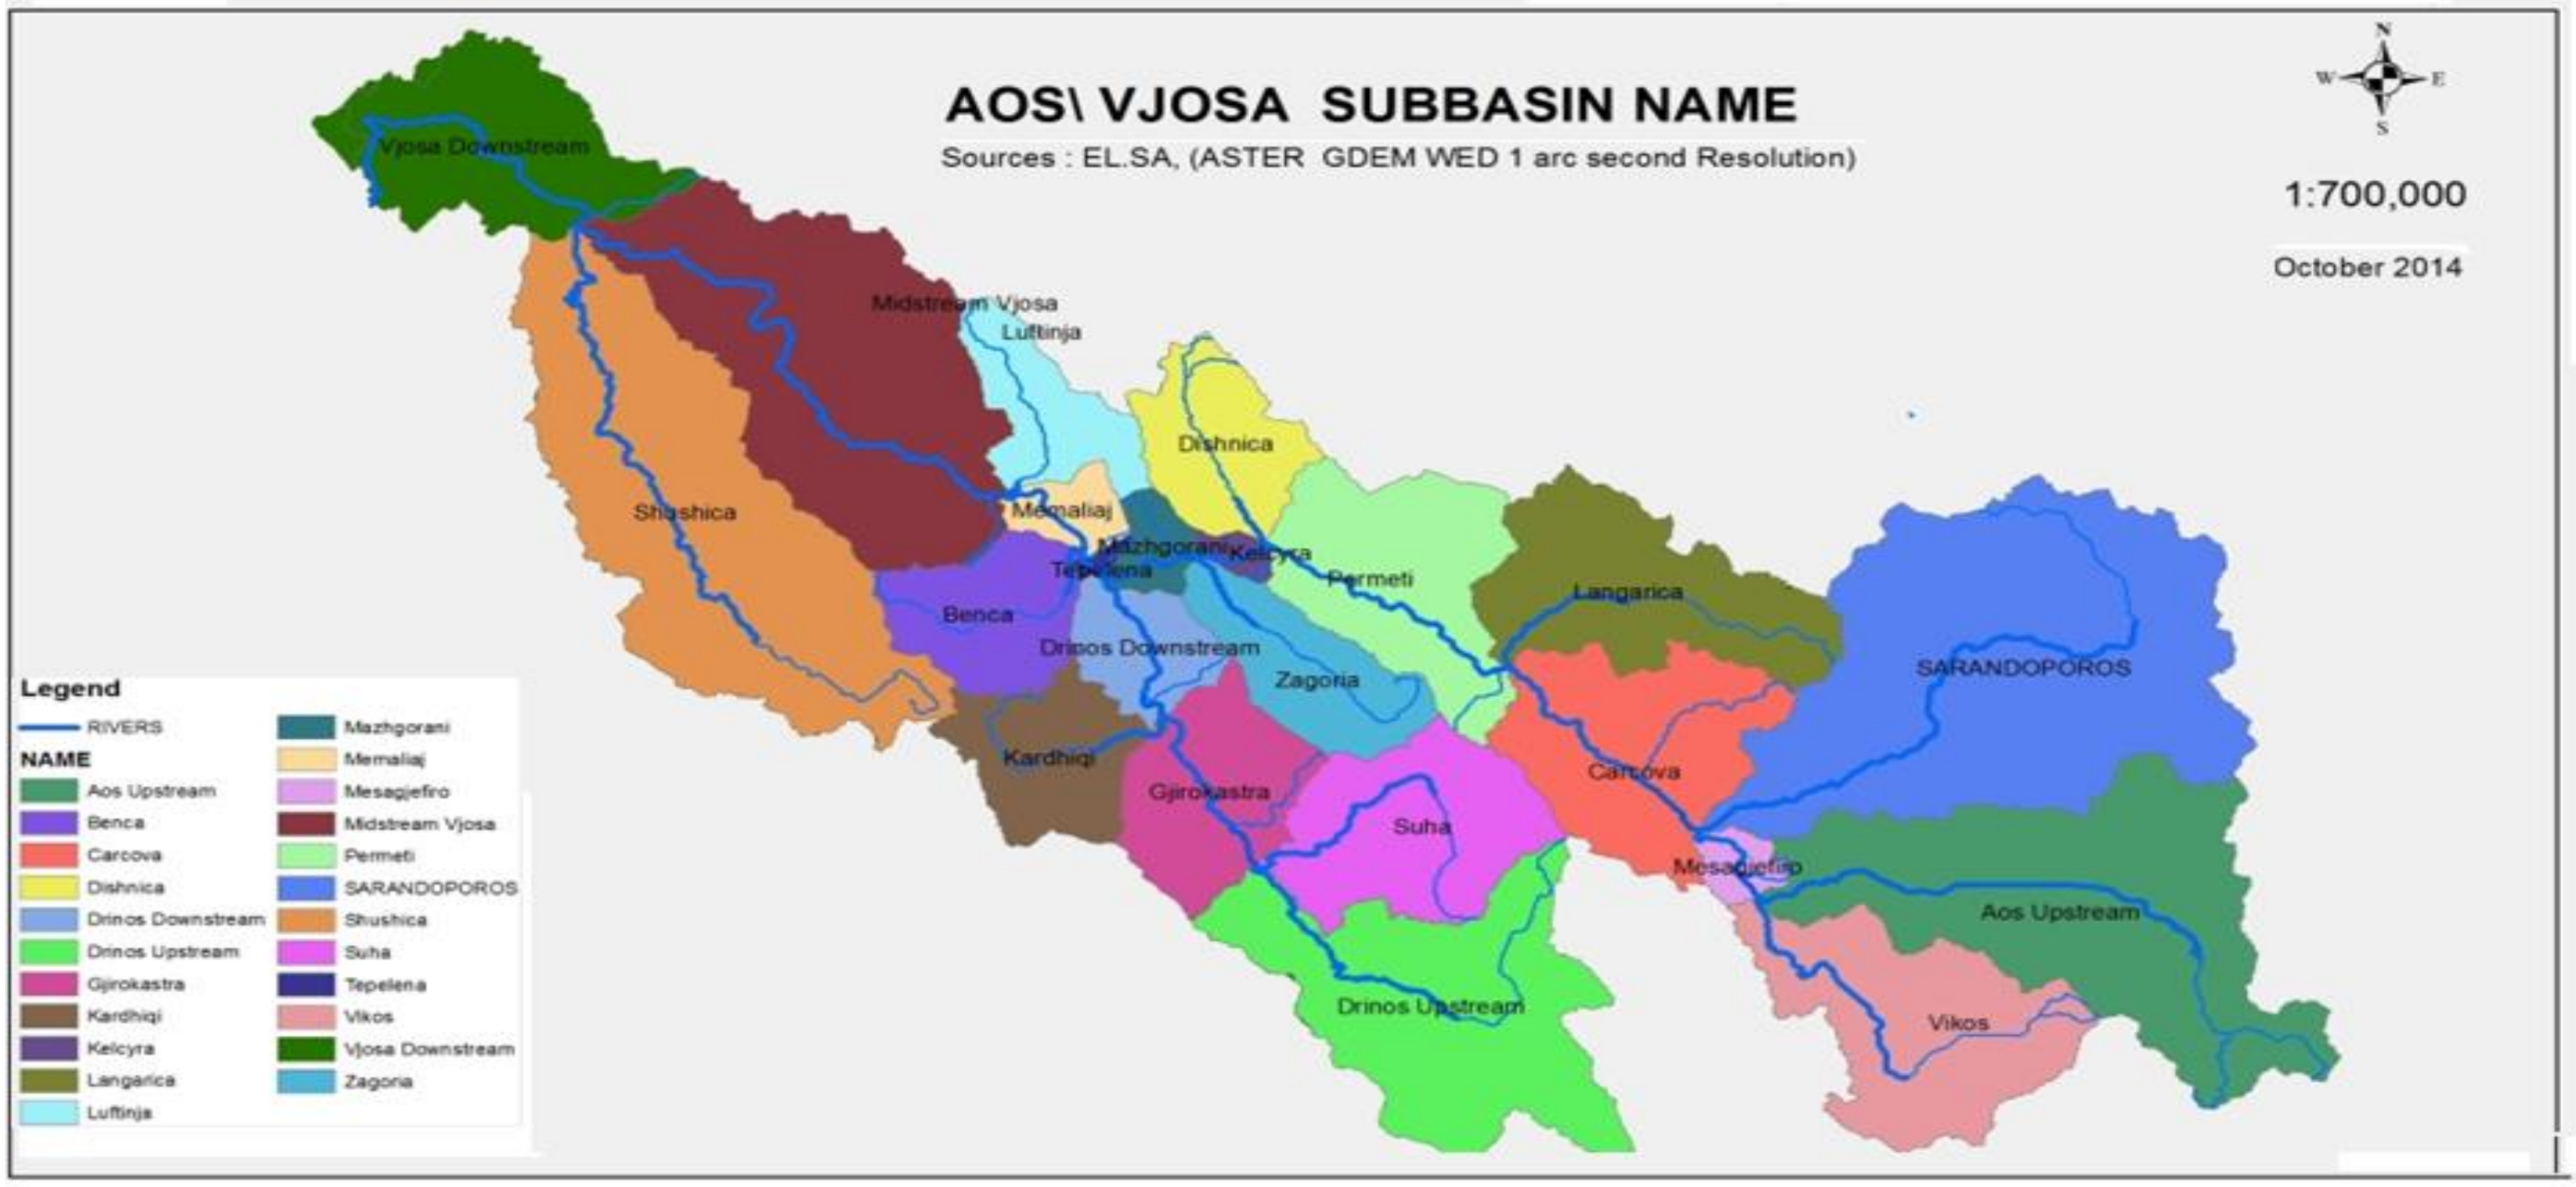 AOS\ VJOSA SUBBASIN NAME
Sources : EL.SA, (ASTER GDEM WED 1 arc second Resolution)
N
W E
S
1:700,000
October 2014
Vjosa Downstream
Midstream Vjosa
Luftinja
Dishnica
Shushica
Memaliaj
Mazhgorani
Kelcyra
Tepelena
Permeti
Langarica
Benca
Drinos Downstream
Zagoria
SARANDOPOROS
Kardhiqi
Gjirokastra
Carcova
Suha
Mesagjefiro
Aos Upstream
Drinos Upstream
Vikos
Legend
RIVERS
NAME
Aos Upstream
Benca
Carcova
Dishnica
Drinos Downstream
Drinos Upstream
Gjirokastra
Kardhiqi
Kelcyra
Langarica
Luftinja
Mazhgorani
Memaliaj
Mesagjefiro
Midstream Vjosa
Permeti
SARANDOPOROS
Shushica
Suha
Tepelena
Vikos
Vjosa Downstream
Zagoria